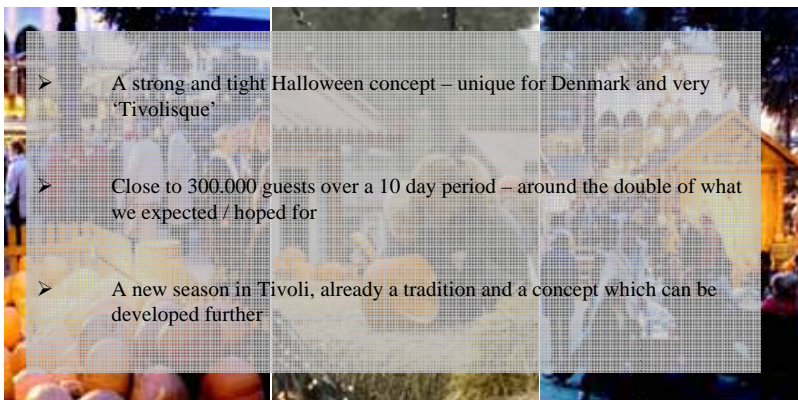 ➢ A strong and tight Halloween concept – unique for Denmark and very
‘Tivolisque’
➢ Close to 300.000 guests over a 10 day period – around the double of what
we expected / hoped for
➢ A new season in Tivoli, already a tradition and a concept which can be
developed further